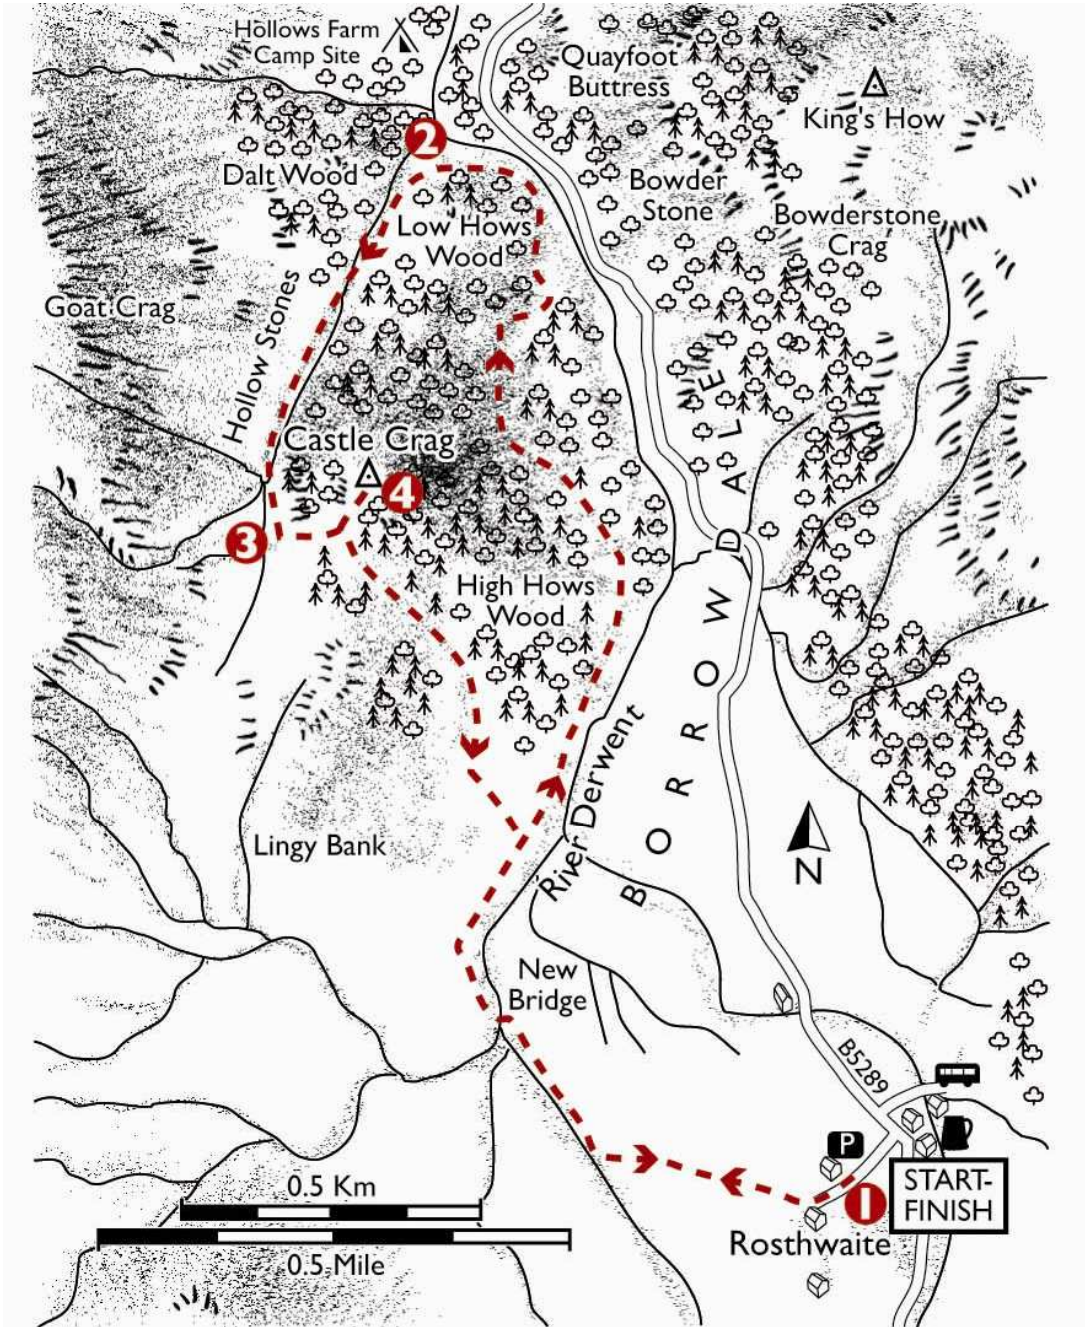 Hollows Farm
Camp Site
Quayfoot
Buttress
King's How
2
Dalt Wood
Bowder
Stone
Low Hows
Wood
Bowderstone
Crag
Goat Crag
Hollow Stones
Castle Crag
4
3
High Hows
Wood
BORROWDALE
River Derwent
Lingy Bank
N
New
Bridge
B5289
P
START-
FINISH
1
Rosthwaite
0.5 Km
0.5 Mile